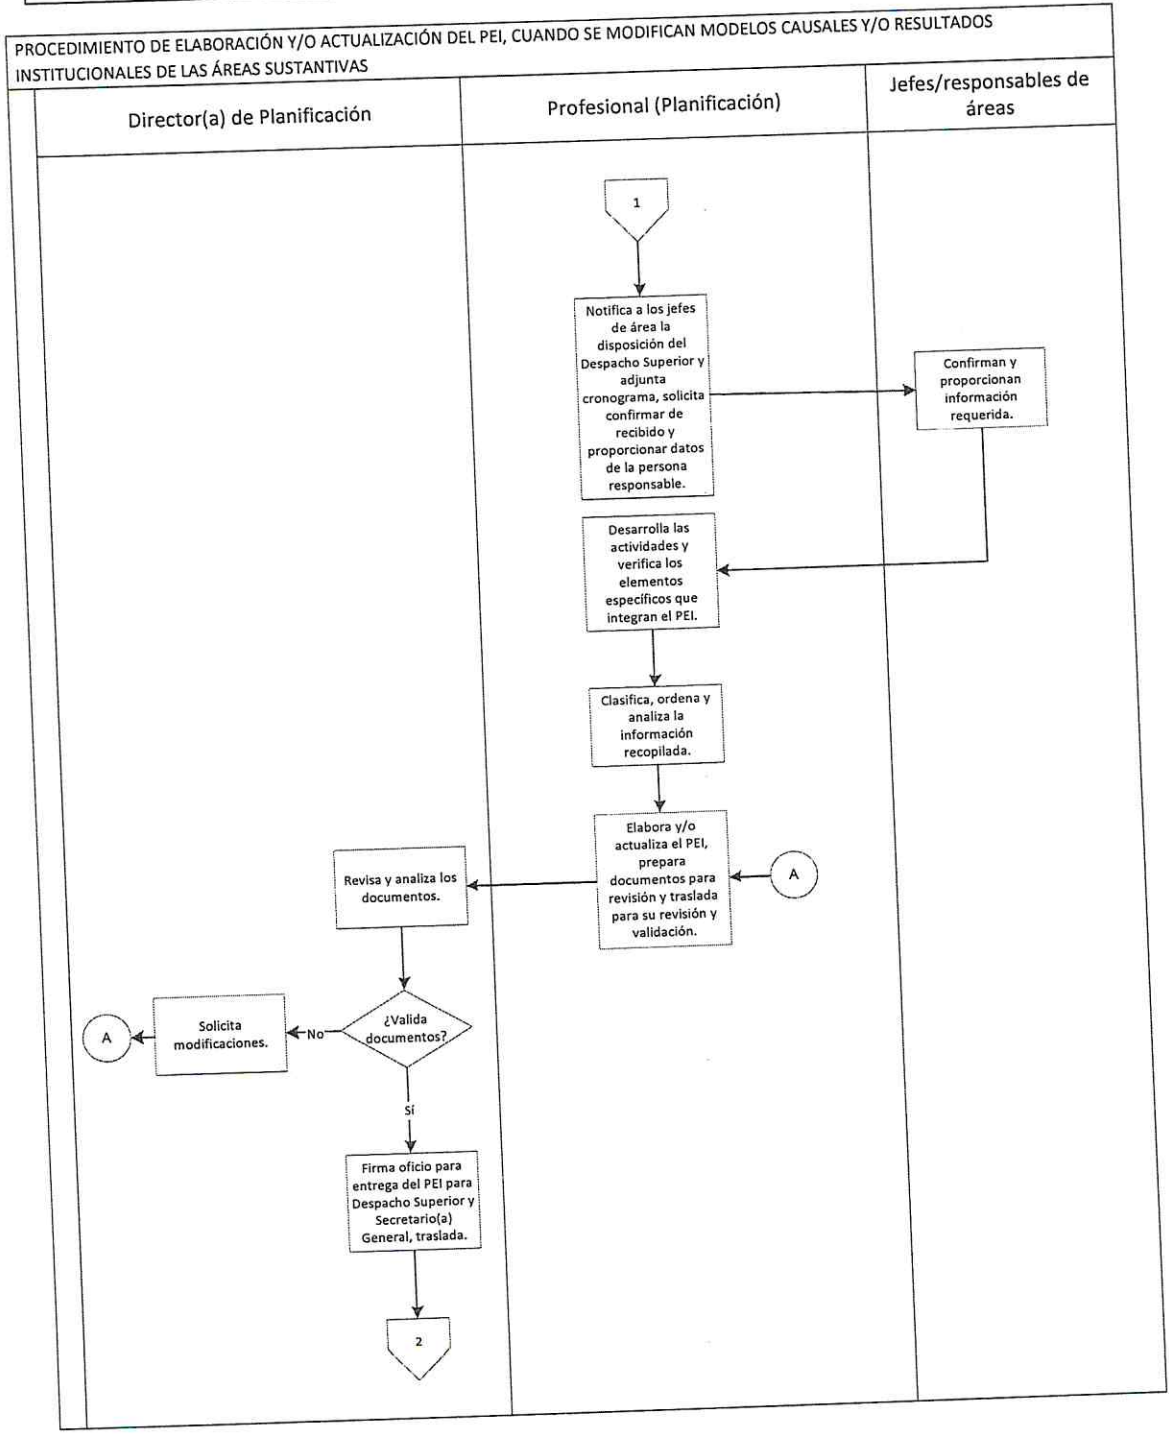 PROCEDIMIENTO DE ELABORACIÓN Y/O ACTUALIZACIÓN DEL PEI, CUANDO SE MODIFICAN MODELOS CAUSALES Y/O RESULTADOS
INSTITUCIONALES DE LAS ÁREAS SUSTANTIVAS
Director(a) de Planificación
Profesional (Planificación)
Jefes/responsables de
áreas
1
Notifica a los jefes
de área la
disposición del
Despacho Superior y
adjunta
cronograma, solicita
confirmar de
recibido y
proporcionar datos
de la persona
responsable.
Confirman y
proporcionan
información
requerida.
Desarrolla las
actividades y
verifica los
elementos
específicos que
integran el PEI.
Clasifica, ordena y
analiza la
información
recopilada.
Elabora y/o
actualiza el PEI,
prepara
documentos para
revisión y traslada
para su revisión y
validación.
A
Revisa y analiza los
documentos.
¿Valida
documentos?
No
Solicita
modificaciones.
A
Sí
Firma oficio para
entrega del PEI para
Despacho Superior y
Secretario(a)
General, traslada.
2